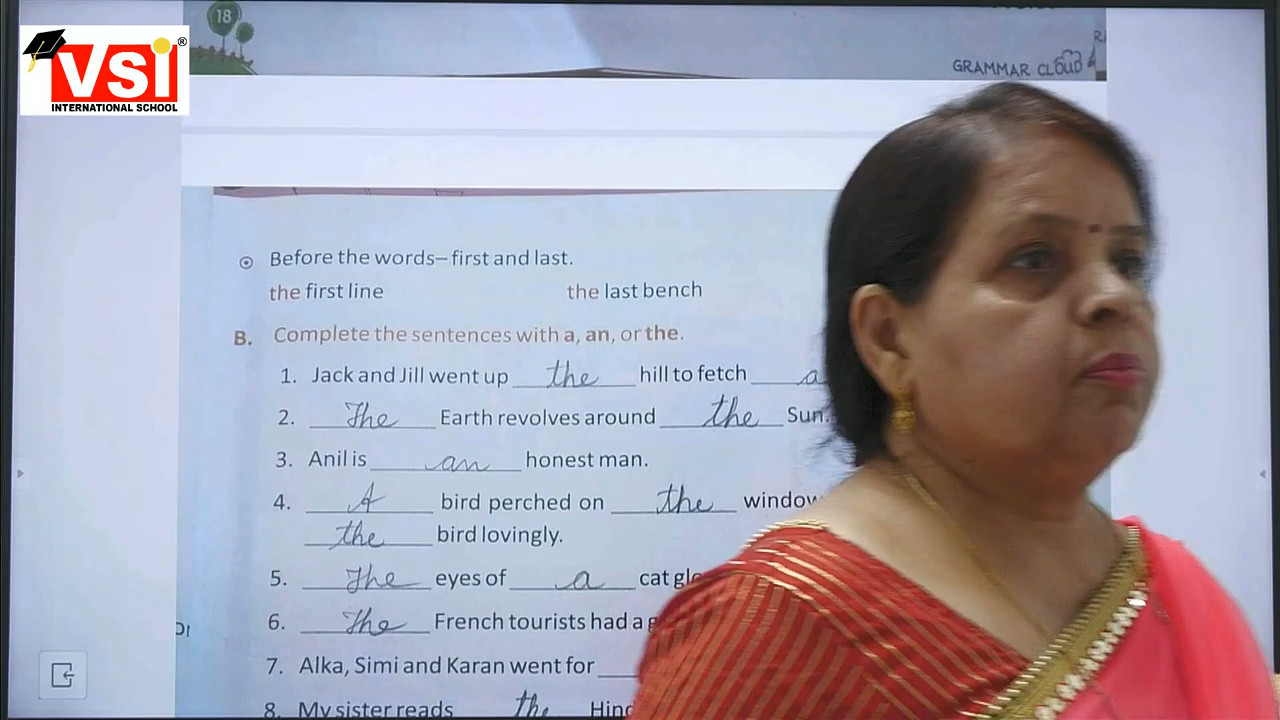 18
VSi®
INTERNATIONAL SCHOOL
GRAMMAR CLOUD 4
Before the words– first and last.
the first line the last bench
B. Complete the sentences with a, an, or the.
1. Jack and Jill went up the hill to fetch a
2. The Earth revolves around the Sun.
3. Anil is an honest man.
4. A bird perched on the window
the bird lovingly.
5. The eyes of a cat
6. The French tourists had a
7. Alka, Simi and Karan went for
8. My sister reads the